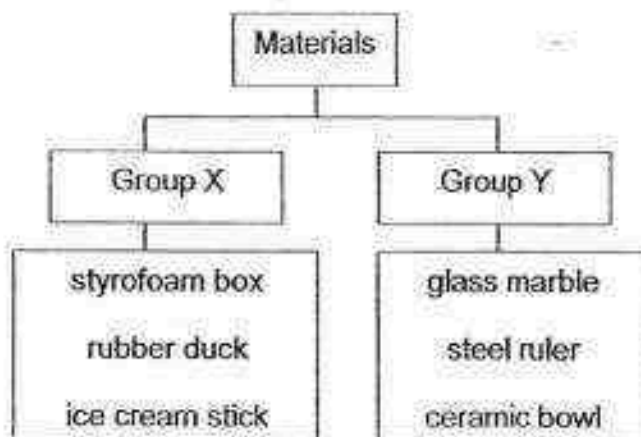 Materials
Group X
Group Y
styrofoam box
rubber duck
ice cream stick
glass marble
steel ruler
ceramic bowl